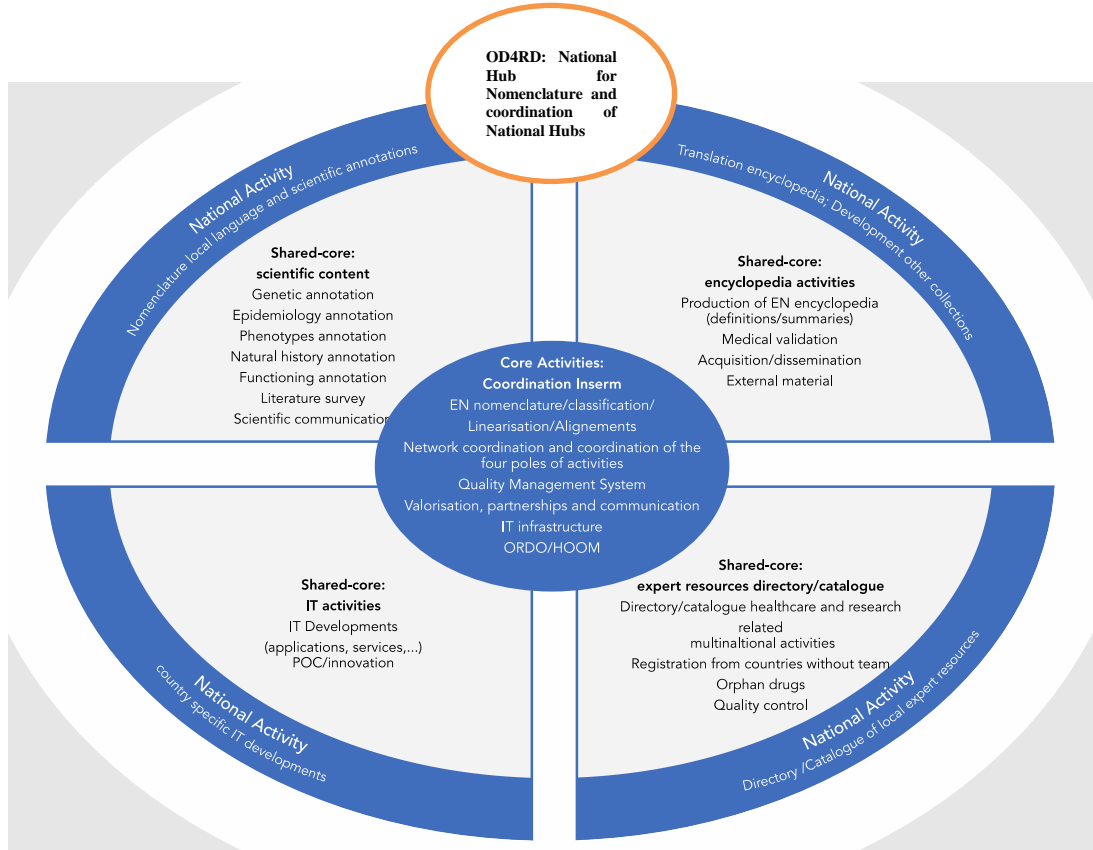 OD4RD: National
Hub for
Nomenclature and
coordination of
National Hubs
National Activity
Nomenclature local language and scientific annotations
National Activity
Translation encyclopedia; Development other collections
Shared-core:
scientific content
Genetic annotation
Epidemiology annotation
Phenotypes annotation
Natural history annotation
Functioning annotation
Literature survey
Scientific communication
Shared-core:
encyclopedia activities
Production of EN encyclopedia
(definitions/summaries)
Medical validation
Acquisition/dissemination
External material
Core Activities:
Coordination Inserm
EN nomenclature/classification/
Linearisation/Alignements
Network coordination and coordination of the
four poles of activities
Quality Management System
Valorisation, partnerships and communication
IT infrastructure
ORDO/HOOM
Shared-core:
IT activities
IT Developments
(applications, services,...)
POC/innovation
Shared-core:
expert resources directory/catalogue
Directory/catalogue healthcare and research
related
multinaltional activities
Registration from countries without team
Orphan drugs
Quality control
National Activity
country specific IT developments
National Activity
Directory /Catalogue of local expert resources